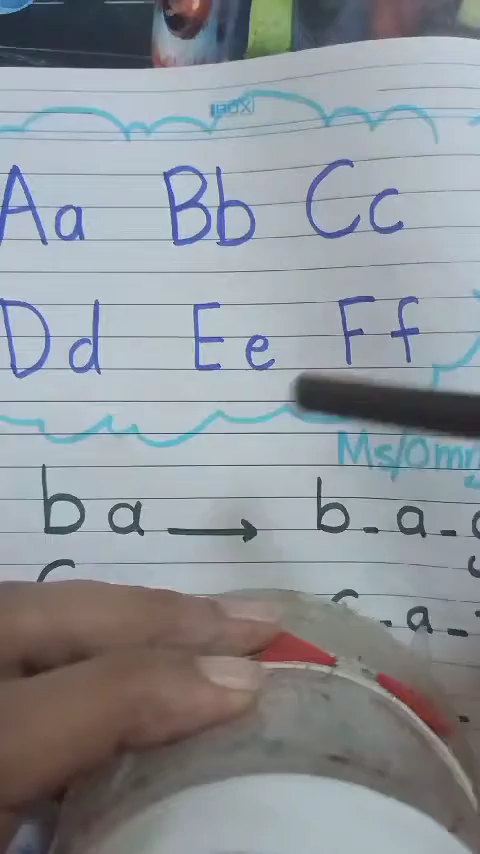 Aa Bb Cc
Dd Ee Ff
Ms/Omn
ba → b-a-
-a-